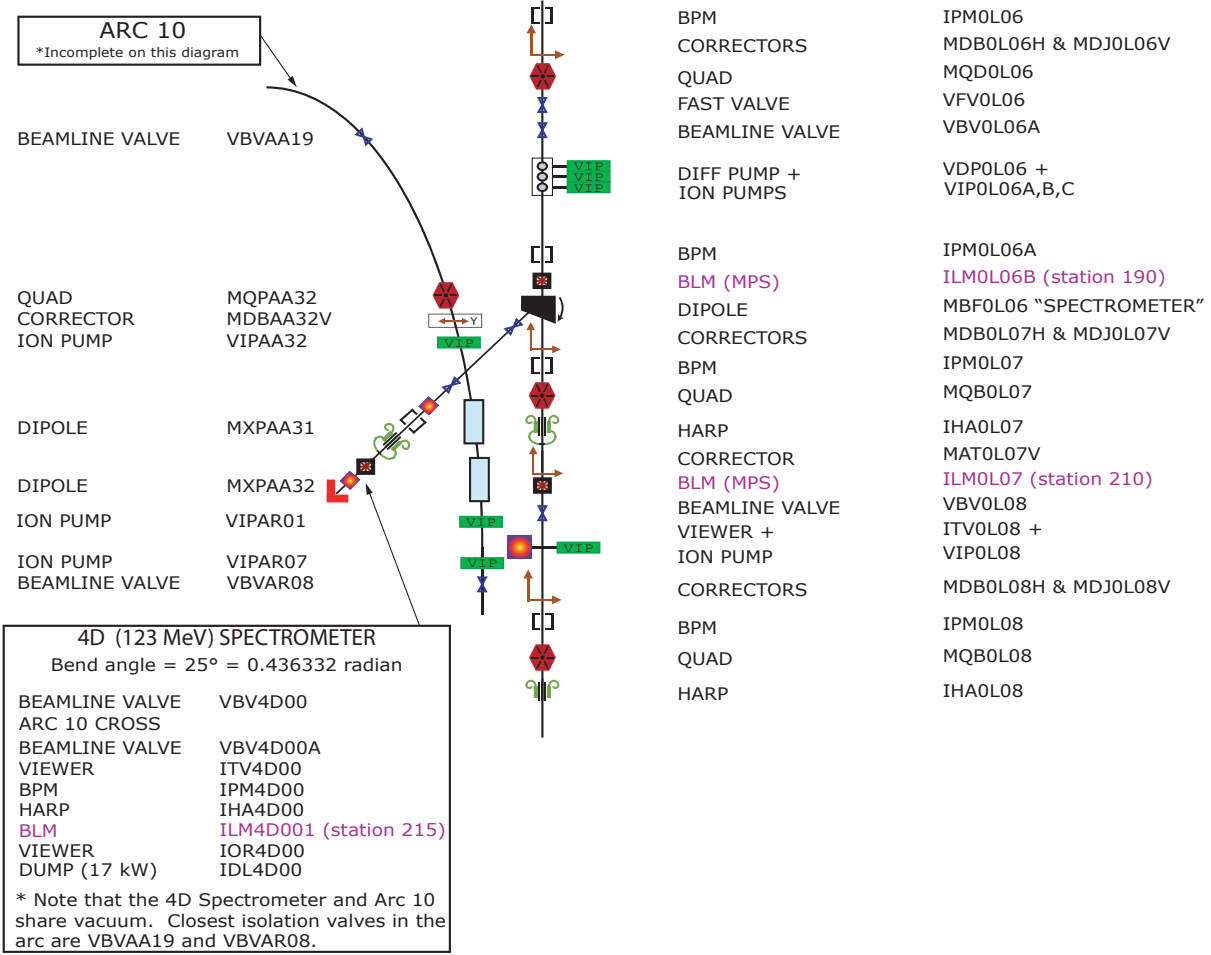 ARC 10
*Incomplete on this diagram
BEAMLINE VALVE VBVAA19
QUAD MQPAA32
CORRECTOR MDBAA32V
ION PUMP VIPAA32
DIPOLE MXPAA31
DIPOLE MXPAA32
ION PUMP VIPAR01
ION PUMP VIPAR07
BEAMLINE VALVE VBVAR08
VIP
VIP
VIP
Y
VIP
VIP
VIP
VIP
BPM IPM0L06
CORRECTORS MDB0L06H & MDJ0L06V
QUAD MQD0L06
FAST VALVE VFV0L06
BEAMLINE VALVE VBV0L06A
DIFF PUMP + VDP0L06 +
ION PUMPS VIP0L06A,B,C
BPM IPM0L06A
BLM (MPS) ILM0L06B (station 190)
DIPOLE MBF0L06 “SPECTROMETER”
CORRECTORS MDB0L07H & MDJ0L07V
BPM IPM0L07
QUAD MQB0L07
HARP IHA0L07
CORRECTOR MAT0L07V
BLM (MPS) ILM0L07 (station 210)
BEAMLINE VALVE VBV0L08
VIEWER + ITV0L08 +
ION PUMP VIP0L08
CORRECTORS MDB0L08H & MDJ0L08V
BPM IPM0L08
QUAD MQB0L08
HARP IHA0L08
4D (123 MeV) SPECTROMETER
Bend angle = 25° = 0.436332 radian
BEAMLINE VALVE VBV4D00
ARC 10 CROSS
BEAMLINE VALVE VBV4D00A
VIEWER ITV4D00
BPM IPM4D00
HARP IHA4D00
BLM ILM4D001 (station 215)
VIEWER IOR4D00
DUMP (17 kW) IDL4D00
* Note that the 4D Spectrometer and Arc 10
share vacuum. Closest isolation valves in the
arc are VBVAA19 and VBVAR08.